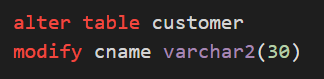 alter table customer
modify cname varchar2(30)